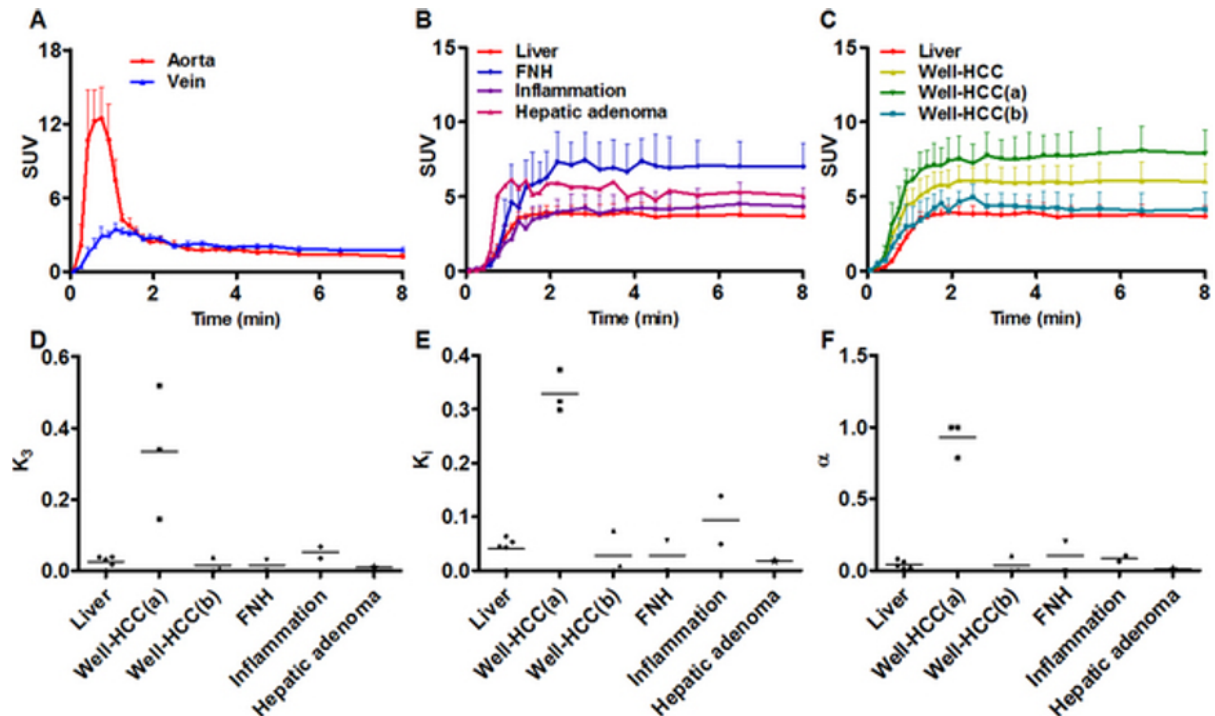 A
18
12
6
0
SUV
Aorta
Vein
0 2 4 6 8
Time (min)
B
15
10
5
0
SUV
Liver
FNH
Inflammation
Hepatic adenoma
0 2 4 6 8
Time (min)
C
15
10
5
0
SUV
Liver
Well-HCC
Well-HCC(a)
Well-HCC(b)
0 2 4 6 8
Time (min)
D
0.6
0.4
0.2
0.0
K3
Liver
Well-HCC(a)
Well-HCC(b)
FNH
Inflammation
Hepatic adenoma
E
0.4
0.3
0.2
0.1
0.0
Ki
Liver
Well-HCC(a)
Well-HCC(b)
FNH
Inflammation
Hepatic adenoma
F
1.5
1.0
0.5
0.0
α
Liver
Well-HCC(a)
Well-HCC(b)
FNH
Inflammation
Hepatic adenoma